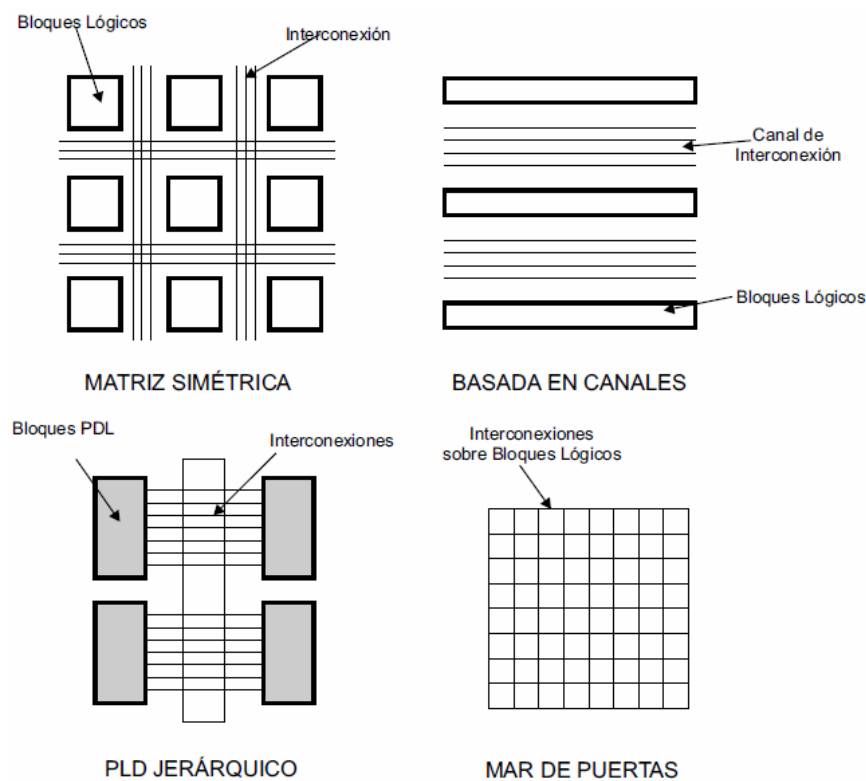 Bloques Lógicos
Interconexión
Canal de
Interconexión
Bloques Lógicos
MATRIZ SIMÉTRICA
BASADA EN CANALES
Bloques PDL
Interconexiones
Interconexiones
sobre Bloques Lógicos
PLD JERÁRQUICO
MAR DE PUERTAS